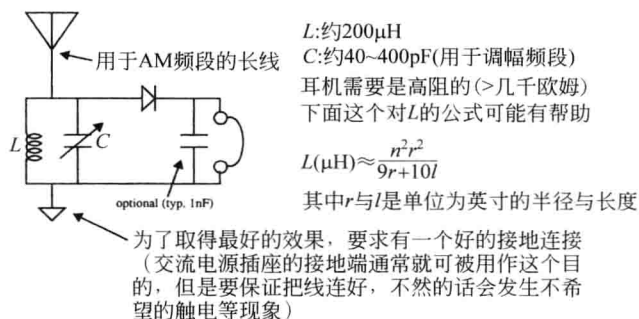 用于AM频段的长线
L:约200μH
C:约40~400pF(用于调幅频段)
耳机需要是高阻的(>几千欧姆)
下面这个对L的公式可能有帮助
L
C
optional (typ. 1nF)
L(μH)≈n²r²/9r+10l
其中r与l是单位为英寸的半径与长度
为了取得最好的效果，要求有一个好的接地连接
（交流电源插座的接地端通常就可被用作这个目
的，但是要保证把线连好，不然的话会发生不希
望的触电等现象）